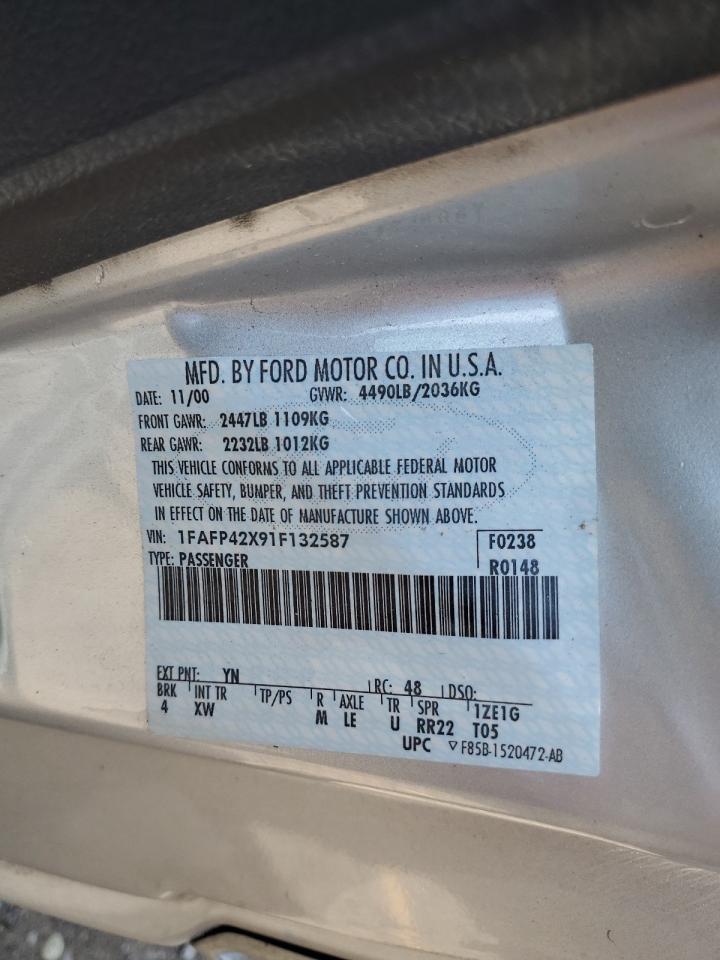 MFD. BY FORD MOTOR CO. IN U.S.A.
DATE: 11/00 GVWR: 4490LB/2036KG
FRONT GAWR: 2447LB 1109KG
REAR GAWR: 2232LB 1012KG
THIS VEHICLE CONFORMS TO ALL APPLICABLE FEDERAL MOTOR
VEHICLE SAFETY, BUMPER, AND THEFT PREVENTION STANDARDS
IN EFFECT ON THE DATE OF MANUFACTURE SHOWN ABOVE.
VIN: 1FAFP42X91F132587 F0238
TYPE: PASSENGER R0148
EXT PNT: YN RC: 48 DSO:
BRK INT TR TP/PS R AXLE TR SPR 1ZE1G
4 XW M LE U RR22 T05
UPC F85B-1520472-AB